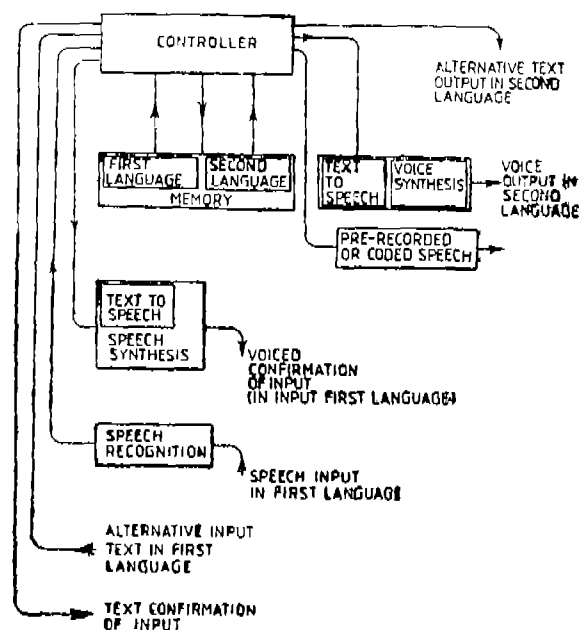 CONTROLLER
ALTERNATIVE TEXT
OUTPUT IN SECOND
LANGUAGE
FIRST
LANGUAGE
SECOND
LANGUAGE
MEMORY
TEXT
TO
SPEECH
VOICE
SYNTHESIS
VOICE
OUTPUT IN
SECOND
LANGUAGE
PRE-RECORDED
OR CODED SPEECH
TEXT TO
SPEECH
SPEECH
SYNTHESIS
VOICED
CONFIRMATION
OF INPUT
(IN INPUT FIRST LANGUAGE)
SPEECH
RECOGNITION
SPEECH INPUT
IN FIRST LANGUAGE
ALTERNATIVE INPUT
TEXT IN FIRST
LANGUAGE
TEXT CONFIRMATION
OF INPUT